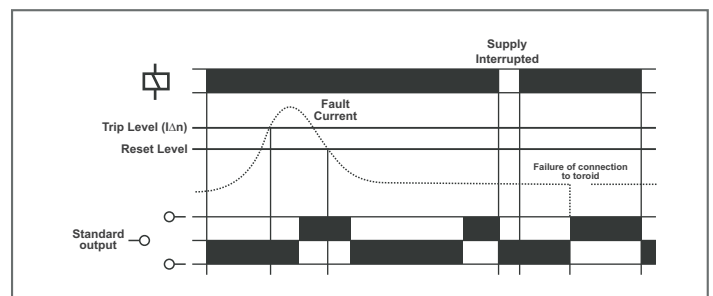 Supply
Interrupted
Fault
Current
Trip Level (IΔn)
Reset Level
Failure of connection
to toroid
Standard
output